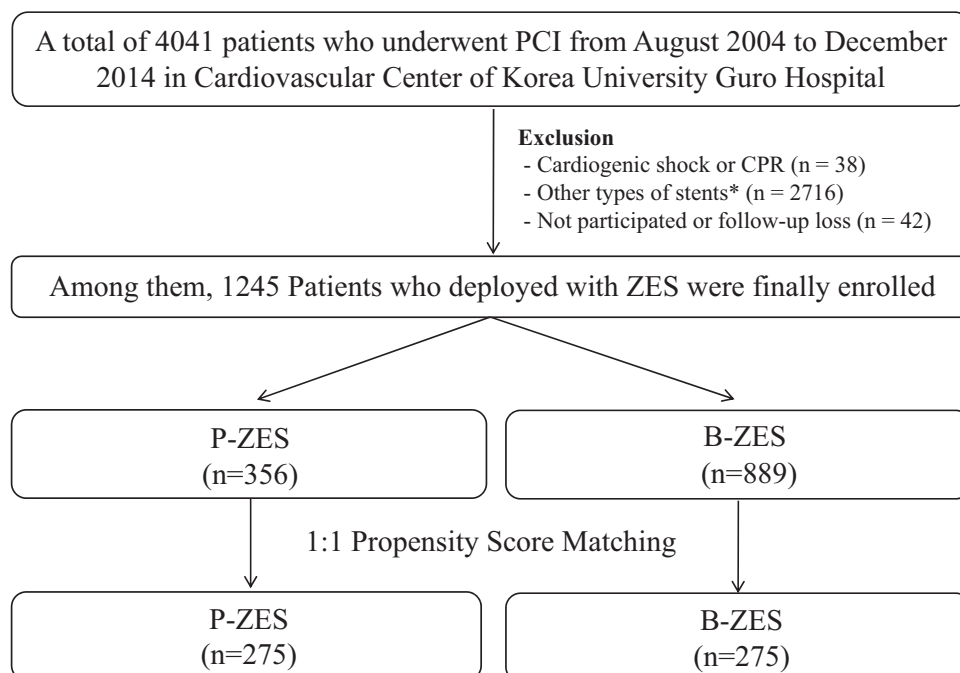 A total of 4041 patients who underwent PCI from August 2004 to December
2014 in Cardiovascular Center of Korea University Guro Hospital
Exclusion
- Cardiogenic shock or CPR (n = 38)
- Other types of stents* (n = 2716)
- Not participated or follow-up loss (n = 42)
Among them, 1245 Patients who deployed with ZES were finally enrolled
P-ZES
(n=356)
B-ZES
(n=889)
1:1 Propensity Score Matching
P-ZES
(n=275)
B-ZES
(n=275)